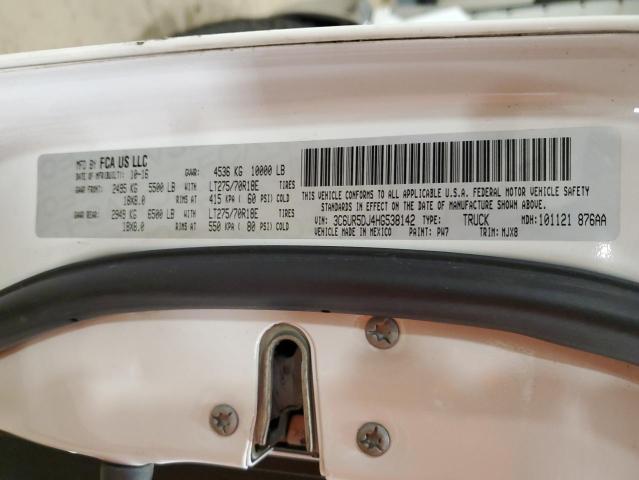 MFD BY FCA US LLC GVWR: 4536 KG 10000 LB
DATE OF MFR(BUILT): 10-16
GAWR FRONT: 2495 KG 5500 LB WITH LT275/70R18E TIRES
18X8.0 RIMS AT 415 KPA ( 60 PSI) COLD
GAWR REAR: 2949 KG 6500 LB WITH LT275/70R18E TIRES
18X8.0 RIMS AT 550 KPA ( 80 PSI) COLD
THIS VEHICLE CONFORMS TO ALL APPLICABLE U.S.A. FEDERAL MOTOR VEHICLE SAFETY
STANDARDS IN EFFECT ON THE DATE OF MANUFACTURE SHOWN ABOVE.
VIN: 3C6UR5DJ4HG538142 TYPE: TRUCK MDH: 101121 876AA
VEHICLE MADE IN MEXICO PAINT: PW7 TRIM: MJX8